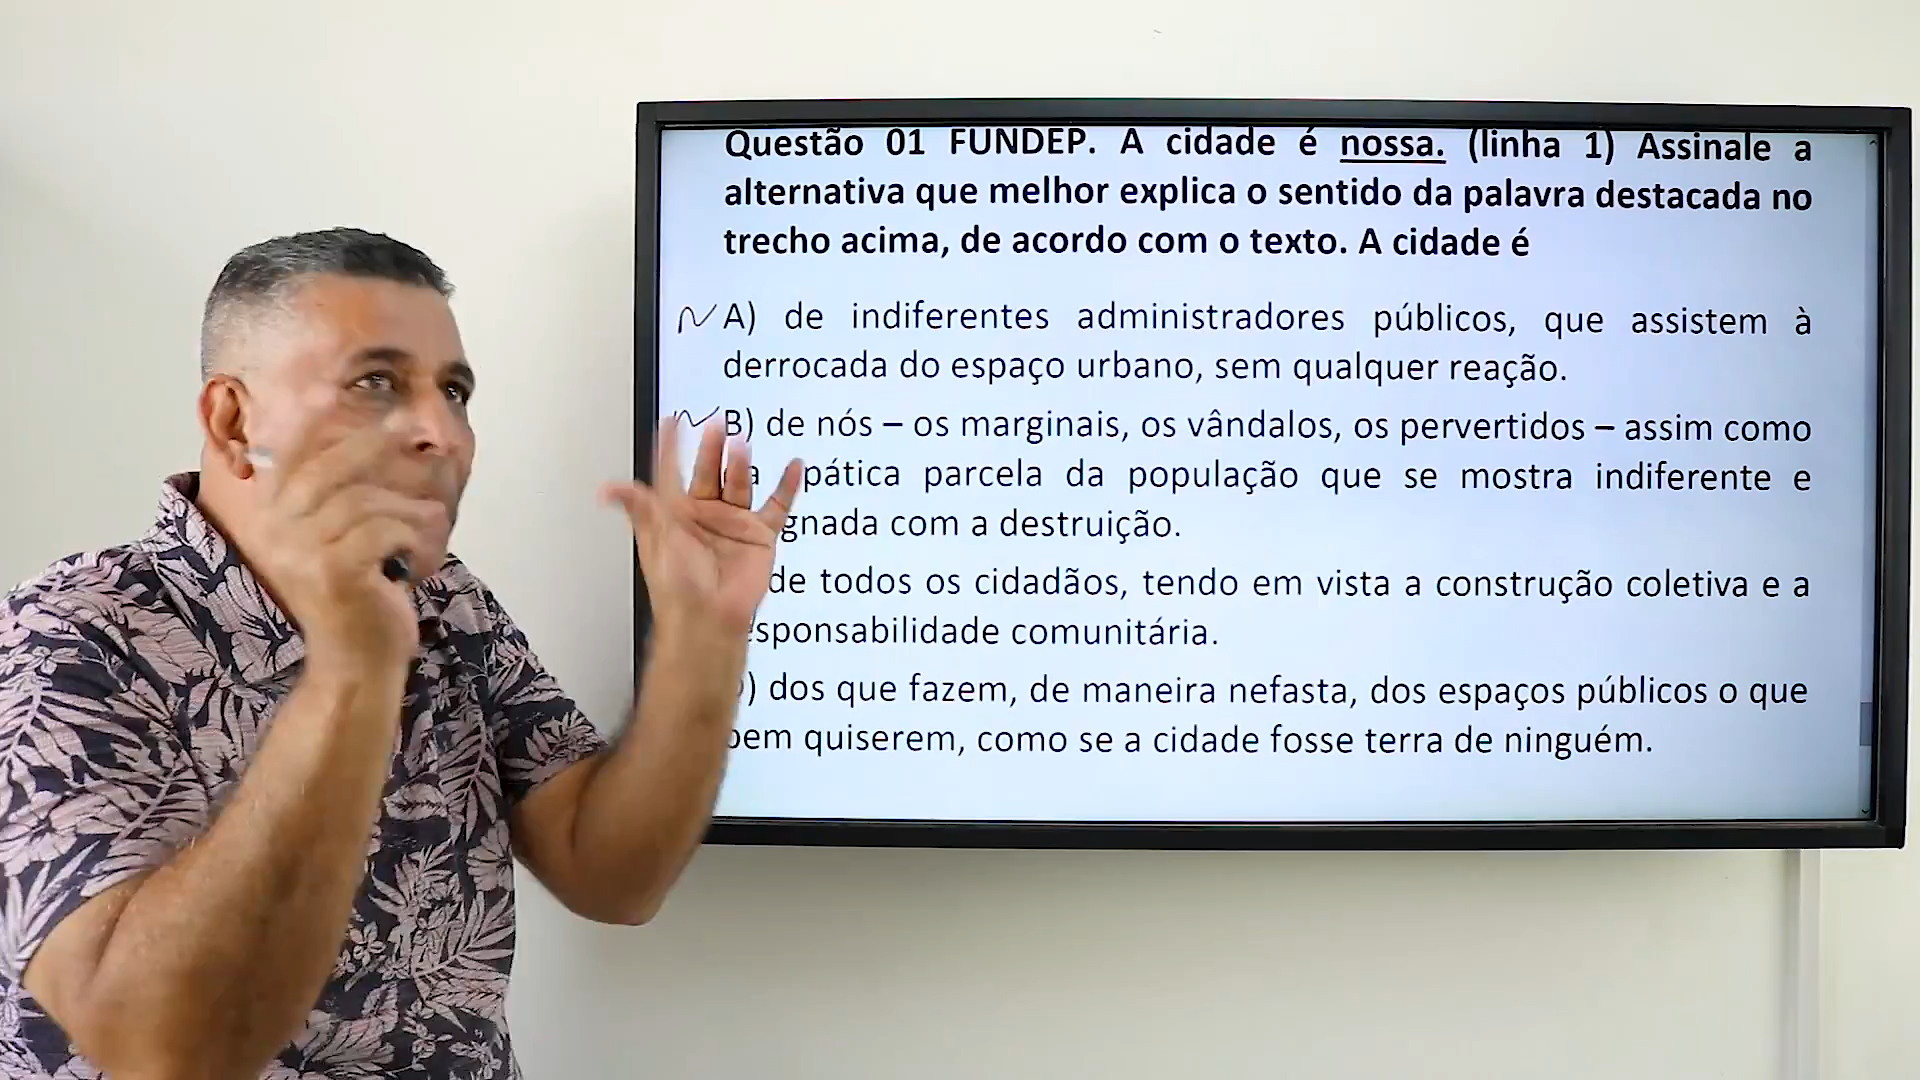 Questão 01 FUNDEP. A cidade é nossa. (linha 1) Assinale a
alternativa que melhor explica o sentido da palavra destacada no
trecho acima, de acordo com o texto. A cidade é
A) de indiferentes administradores públicos, que assistem à
derrocada do espaço urbano, sem qualquer reação.
B) de nós – os marginais, os vândalos, os pervertidos – assim como
parcela da população que se mostra indiferente e
com a destruição.
de todos os cidadãos, tendo em vista a construção coletiva e a
comunitária.
dos que fazem, de maneira nefasta, dos espaços públicos o que
bem quiserem, como se a cidade fosse terra de ninguém.